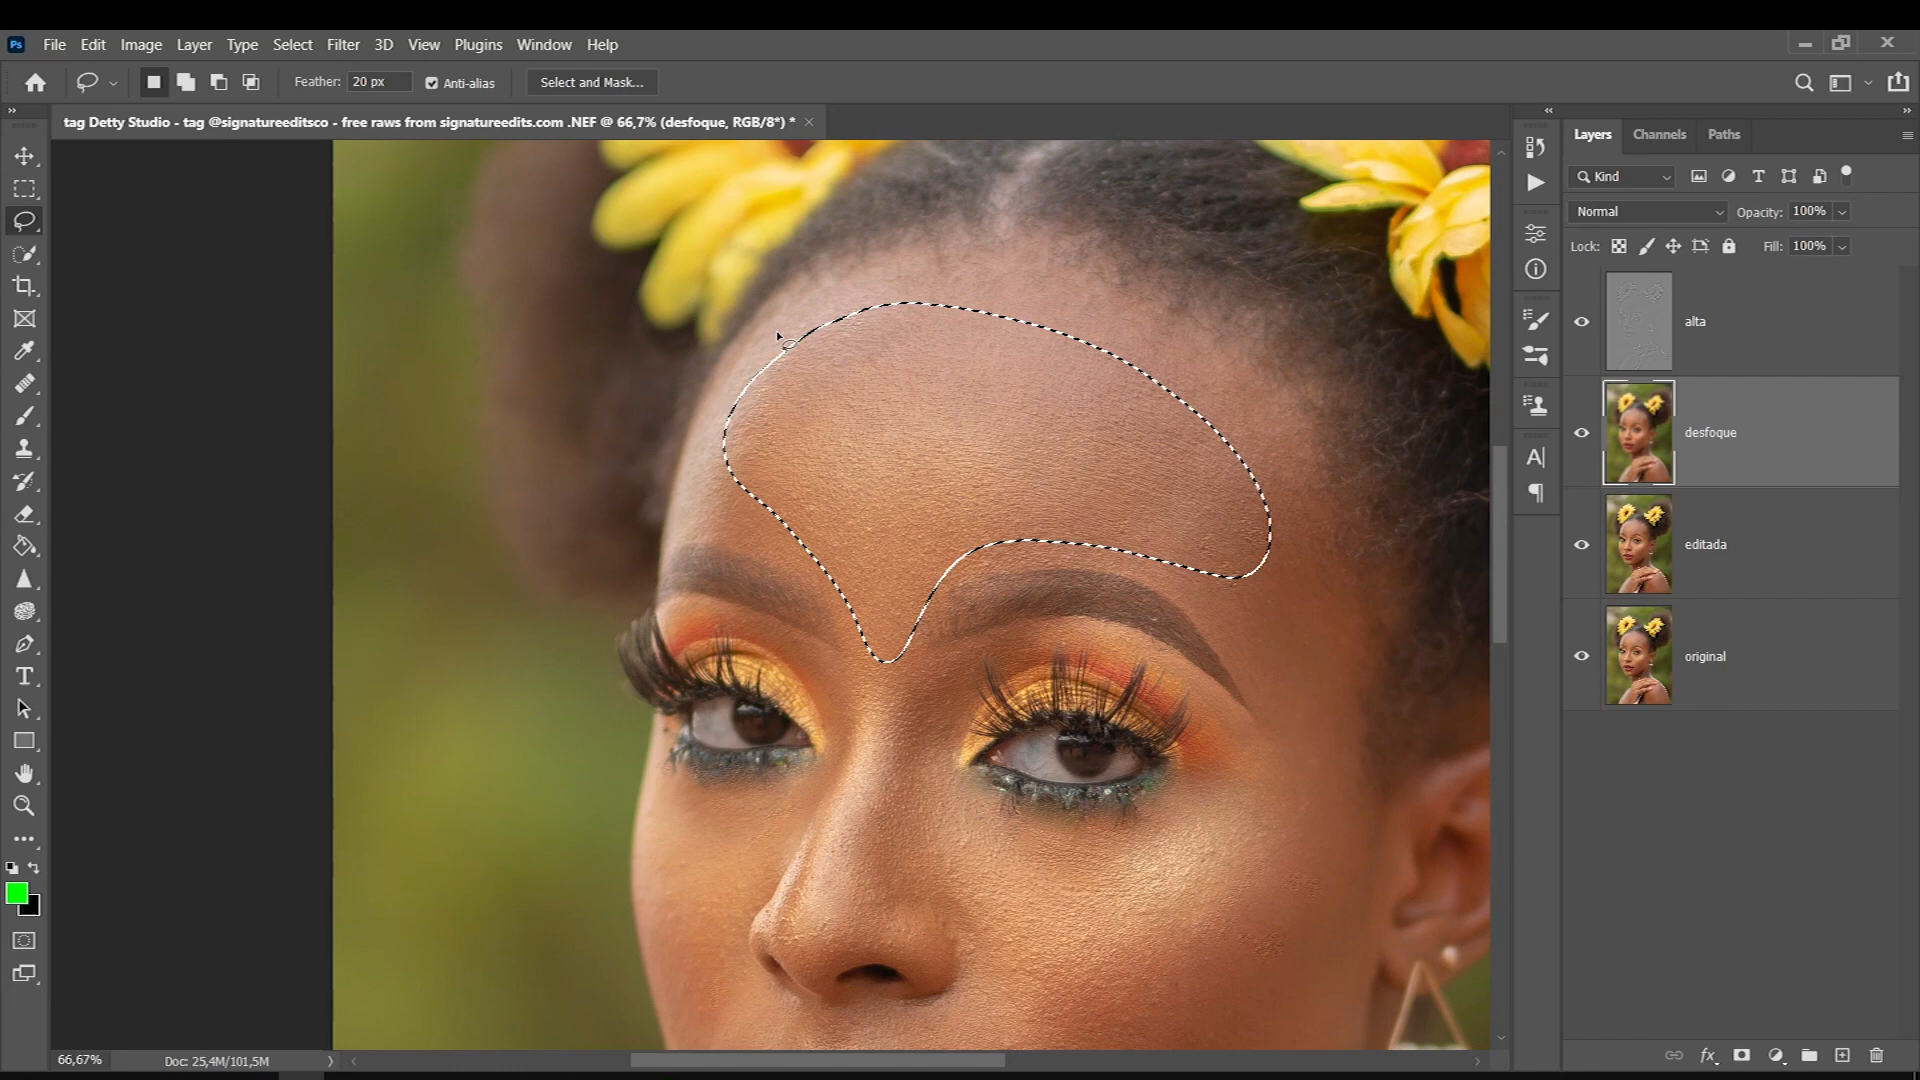 Ps File Edit Image Layer Type Select Filter 3D View Plugins Window Help
Feather: 20 px Anti-alias Select and Mask...
tag Detty Studio - tag @signatureeditsco - free raws from signatureedits.com .NEF @ 66,7% (desfoque, RGB/8*) * ×
Layers Channels Paths
Kind
Normal Opacity: 100%
Lock: Fill: 100%
alta
desfoque
editada
original
66,67% Doc: 25,4M/101,5M
fx